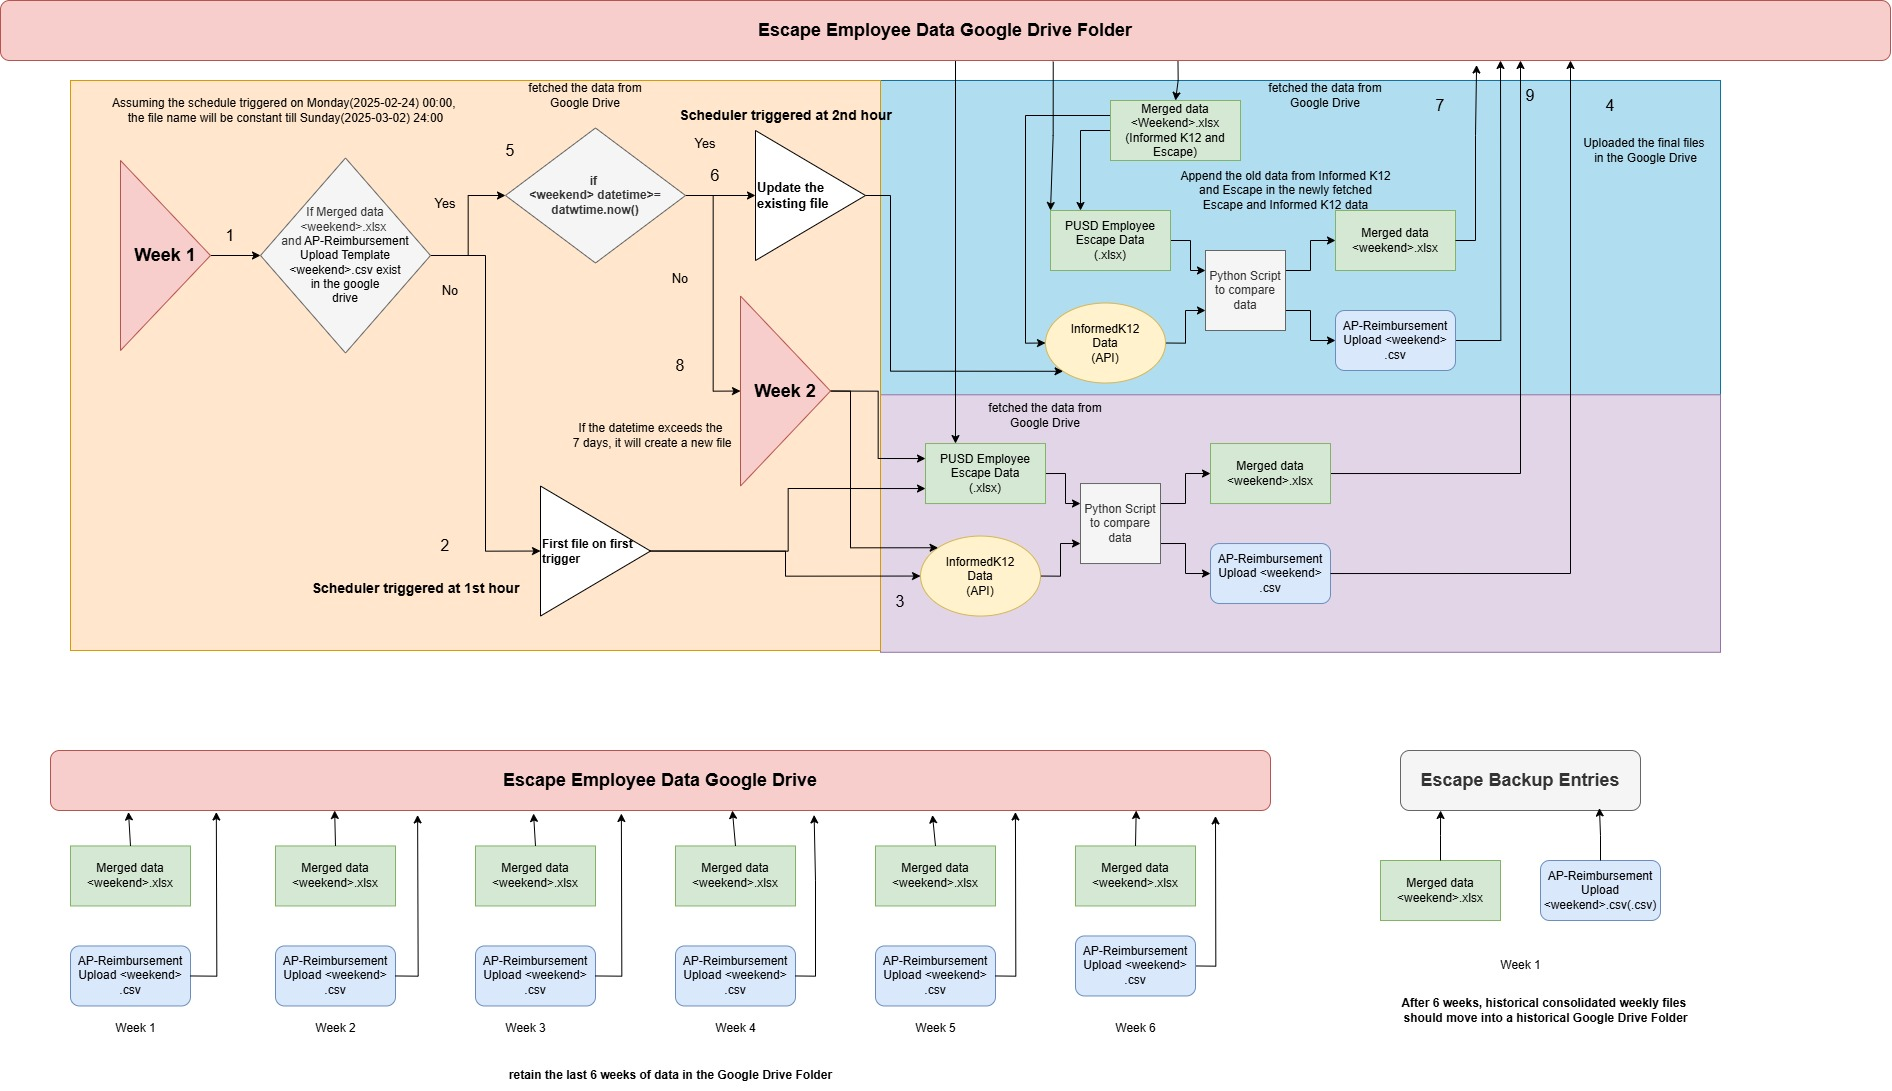 Escape Employee Data Google Drive Folder
Assuming the schedule triggered on Monday(2025-02-24) 00:00,
the file name will be constant till Sunday(2025-03-02) 24:00
fetched the data from
Google Drive
Scheduler triggered at 2nd hour
Week 1
1
If Merged data
<weekend>.xlsx
and AP-Reimbursement
Upload Template
<weekend>.csv exist
in the google
drive
Yes
No
5
if
<weekend> datetime>=
datwtime.now()
Yes
6
No
Update the
existing file
8
Week 2
If the datetime exceeds the
7 days, it will create a new file
2
First file on first
trigger
Scheduler triggered at 1st hour
Merged data
<Weekend>.xlsx
(Informed K12 and
Escape)
fetched the data from
Google Drive
7
9
4
Uploaded the final files
in the Google Drive
Append the old data from Informed K12
and Escape in the newly fetched
Escape and Informed K12 data
PUSD Employee
Escape Data
(.xlsx)
Python Script
to compare
data
Merged data
<weekend>.xlsx
InformedK12
Data
(API)
AP-Reimbursement
Upload <weekend>
.csv
fetched the data from
Google Drive
PUSD Employee
Escape Data
(.xlsx)
Python Script
to compare
data
Merged data
<weekend>.xlsx
InformedK12
Data
(API)
3
AP-Reimbursement
Upload <weekend>
.csv
Escape Employee Data Google Drive
Merged data
<weekend>.xlsx
AP-Reimbursement
Upload <weekend>
.csv
Week 1
Merged data
<weekend>.xlsx
AP-Reimbursement
Upload <weekend>
.csv
Week 2
Merged data
<weekend>.xlsx
AP-Reimbursement
Upload <weekend>
.csv
Week 3
Merged data
<weekend>.xlsx
AP-Reimbursement
Upload <weekend>
.csv
Week 4
Merged data
<weekend>.xlsx
AP-Reimbursement
Upload <weekend>
.csv
Week 5
Merged data
<weekend>.xlsx
AP-Reimbursement
Upload <weekend>
.csv
Week 6
retain the last 6 weeks of data in the Google Drive Folder
Escape Backup Entries
Merged data
<weekend>.xlsx
AP-Reimbursement
Upload
<weekend>.csv(.csv)
Week 1
After 6 weeks, historical consolidated weekly files
should move into a historical Google Drive Folder